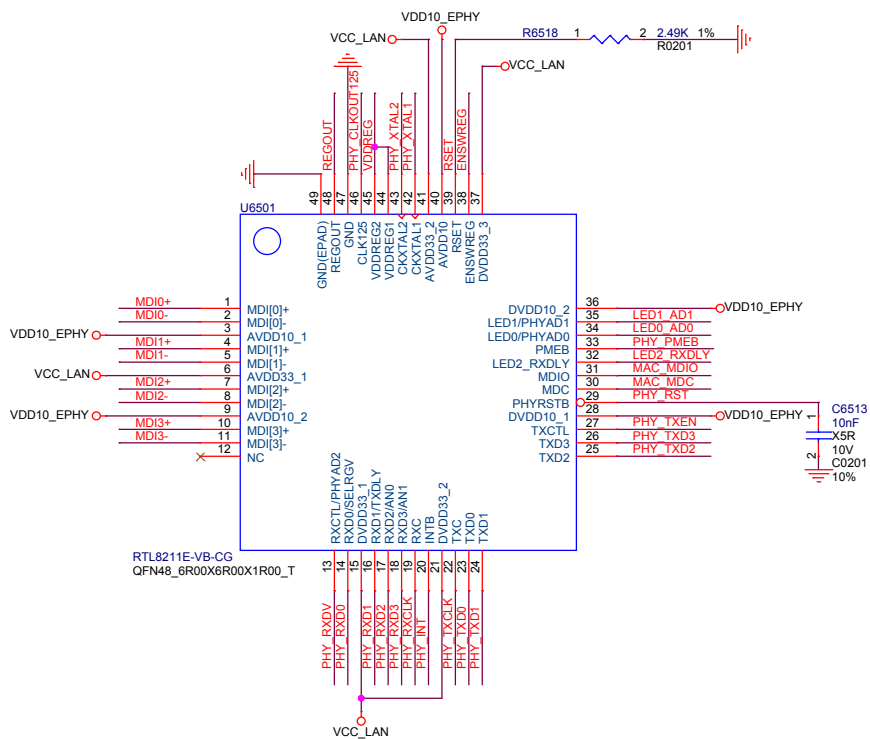 VDD10_EPHY
VCC_LAN
R6518
1
2
2.49K
1%
R0201
VCC_LAN
REGOUT
PHY_CLKOUT125
VDDREG
PHY_XTAL2
PHY_XTAL1
RSET
ENSWREG
49
48
47
46
45
44
43
42
41
40
39
38
37
U6501
GND(EPAD)
REGOUT
GND
CLK125
VDDREG2
VDDREG1
CKXTAL2
CKXTAL1
AVDD33_2
AVDD10
RSET
ENSWREG
DVDD33_3
MDI0+ 1 MDI[0]+
MDI0- 2 MDI[0]-
VDD10_EPHY 3 AVDD10_1
MDI1+ 4 MDI[1]+
MDI1- 5 MDI[1]-
VCC_LAN 6 AVDD33_1
MDI2+ 7 MDI[2]+
MDI2- 8 MDI[2]-
VDD10_EPHY 9 AVDD10_2
MDI3+ 10 MDI[3]+
MDI3- 11 MDI[3]-
12 NC
DVDD10_2 36 VDD10_EPHY
LED1/PHYAD1 35 LED1_AD1
LED0/PHYAD0 34 LED0_AD0
PMEB 33 PHY_PMEB
LED2_RXDLY 32 LED2_RXDLY
MDIO 31 MAC_MDIO
MDC 30 MAC_MDC
PHYRSTB 29 PHY_RST
DVDD10_1 28 VDD10_EPHY
TXCTL 27 PHY_TXEN
TXD3 26 PHY_TXD3
TXD2 25 PHY_TXD2
C6513
1
10nF
X5R
10V
2
C0201
10%
RXCTL/PHYAD2
RXD0/SELRGV
DVDD33_1
RXD1/TXDLY
RXD2/AN0
RXD3/AN1
RXC
INTB
DVDD33_2
TXC
TXD0
TXD1
RTL8211E-VB-CG
QFN48_6R00X6R00X1R00_T
13
14
15
16
17
18
19
20
21
22
23
24
PHY_RXDV
PHY_RXD0
PHY_RXD1
PHY_RXD2
PHY_RXD3
PHY_RXCLK
PHY_INT
PHY_TXCLK
PHY_TXD0
PHY_TXD1
VCC_LAN